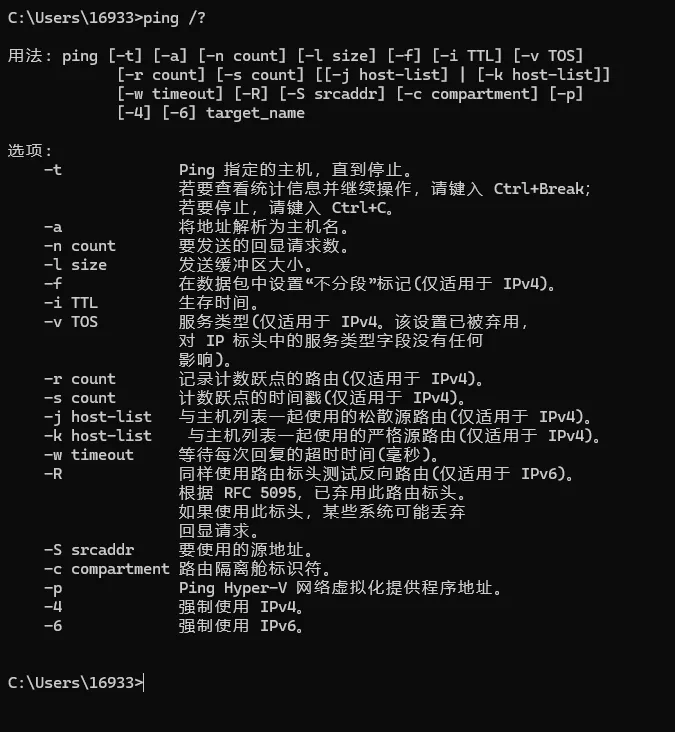 C:\Users\16933>ping /?
用法: ping [-t] [-a] [-n count] [-l size] [-f] [-i TTL] [-v TOS]
[-r count] [-s count] [[-j host-list] | [-k host-list]]
[-w timeout] [-R] [-S srcaddr] [-c compartment] [-p]
[-4] [-6] target_name
选项:
-t Ping 指定的主机，直到停止。
若要查看统计信息并继续操作，请键入 Ctrl+Break;
若要停止，请键入 Ctrl+C。
-a 将地址解析为主机名。
-n count 要发送的回显请求数。
-l size 发送缓冲区大小。
-f 在数据包中设置“不分段”标记(仅适用于 IPv4)。
-i TTL 生存时间。
-v TOS 服务类型(仅适用于 IPv4。该设置已被弃用，
对 IP 标头中的服务类型字段没有任何
影响)。
-r count 记录计数跃点的路由(仅适用于 IPv4)。
-s count 计数跃点的时间戳(仅适用于 IPv4)。
-j host-list 与主机列表一起使用的松散源路由(仅适用于 IPv4)。
-k host-list 与主机列表一起使用的严格源路由(仅适用于 IPv4)。
-w timeout 等待每次回复的超时时间(毫秒)。
-R 同样使用路由标头测试反向路由(仅适用于 IPv6)。
根据 RFC 5095，已弃用此路由标头。
如果使用此标头，某些系统可能丢弃
回显请求。
-S srcaddr 要使用的源地址。
-c compartment 路由隔离舱标识符。
-p Ping Hyper-V 网络虚拟化提供程序地址。
-4 强制使用 IPv4。
-6 强制使用 IPv6。
C:\Users\16933>